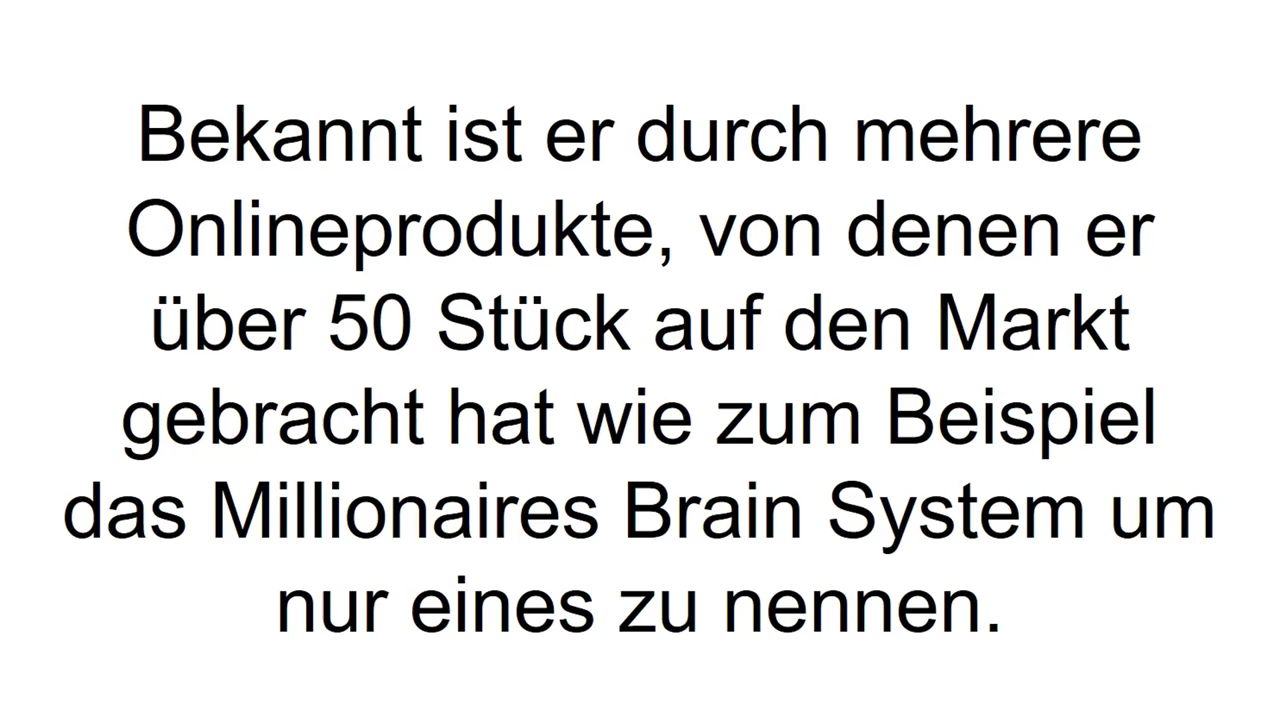 Bekannt ist er durch mehrere
Onlineprodukte, von denen er
über 50 Stück auf den Markt
gebracht hat wie zum Beispiel
das Millionaires Brain System um
nur eines zu nennen.